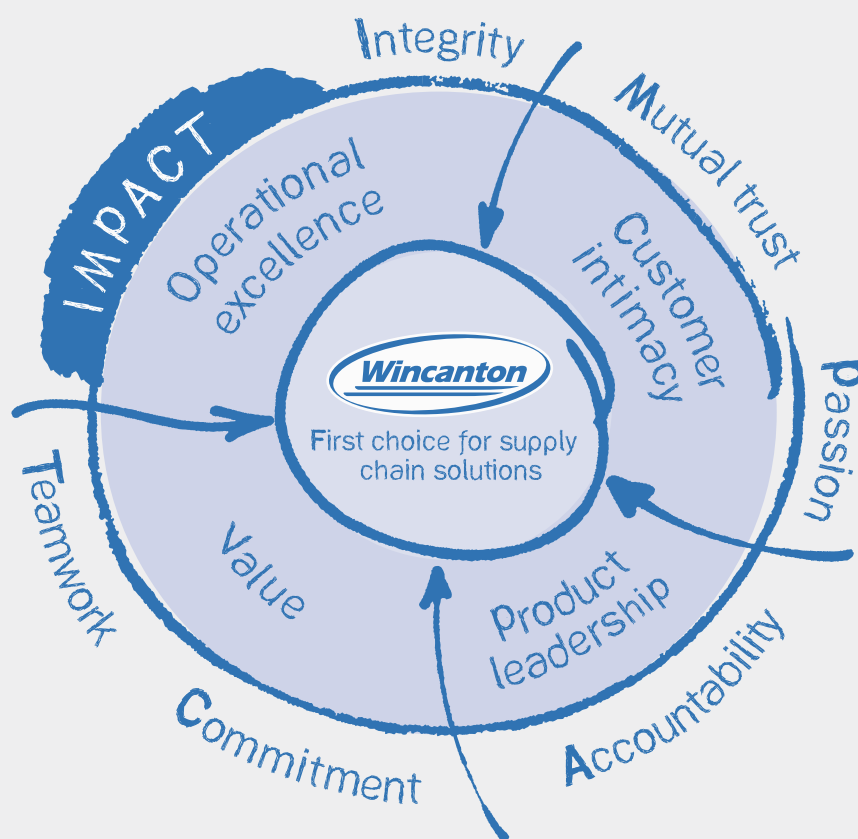 IMPACT
Integrity
Mutual trust
Passion
Accountability
Commitment
Teamwork
Operational
excellence
Customer
intimacy
Product
leadership
Value
Wincanton
First choice for supply
chain solutions